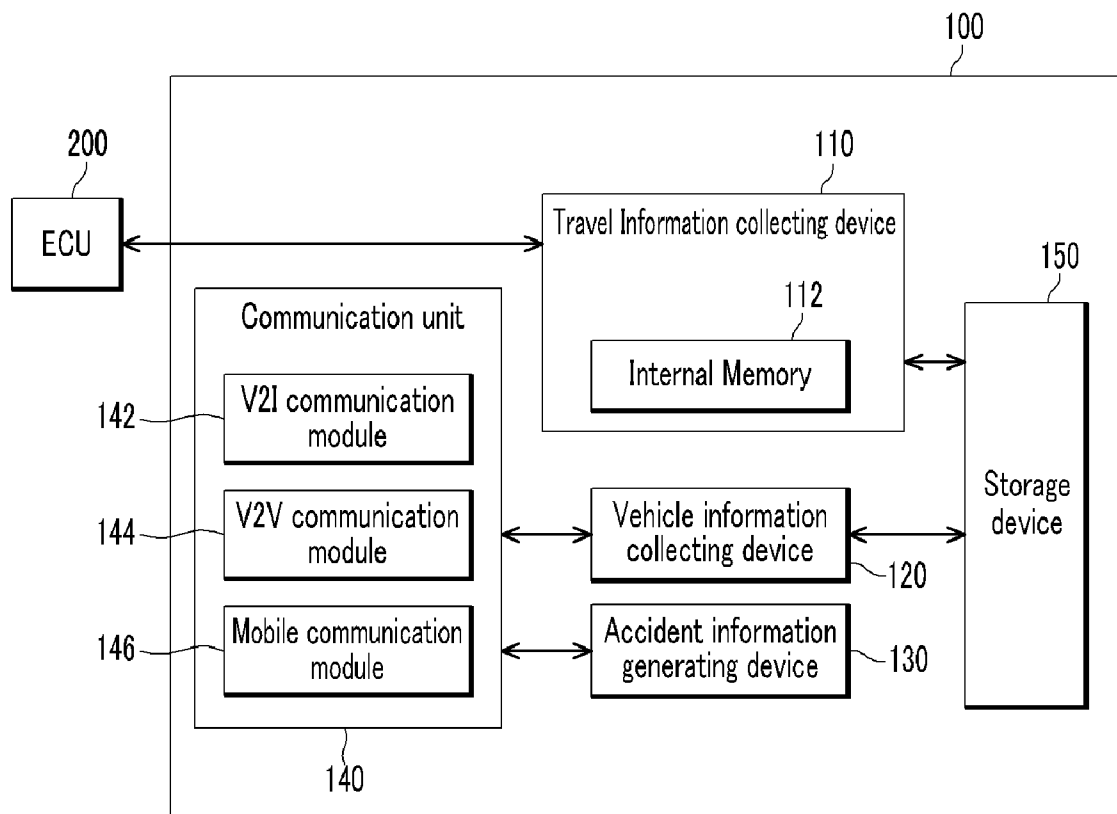 100
200
110
ECU
Travel Information collecting device
150
112
Communication unit
Internal Memory
V2I communication
module
142
Storage
device
V2V communication
module
144
Vehicle information
collecting device
120
Mobile communication
module
146
Accident information
generating device
130
140